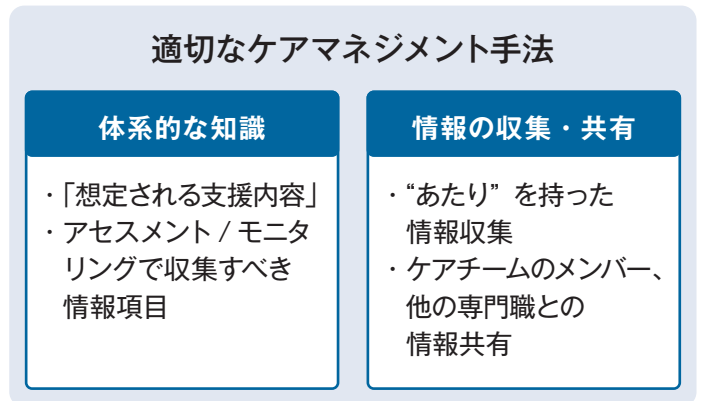 適切なケアマネジメント手法
体系的な知識
・「想定される支援内容」
・アセスメント / モニタ
リングで収集すべき
情報項目
情報の収集・共有
・“あたり” を持った
情報収集
・ケアチームのメンバー、
他の専門職との
情報共有